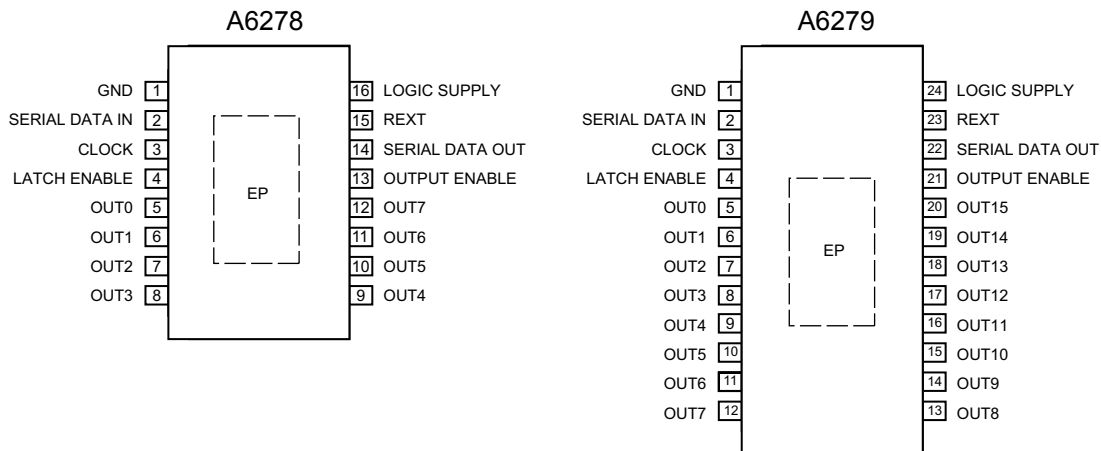 A6278
GND 1
SERIAL DATA IN 2
CLOCK 3
LATCH ENABLE 4
OUT0 5
OUT1 6
OUT2 7
OUT3 8
EP
16 LOGIC SUPPLY
15 REXT
14 SERIAL DATA OUT
13 OUTPUT ENABLE
12 OUT7
11 OUT6
10 OUT5
9 OUT4
A6279
GND 1
SERIAL DATA IN 2
CLOCK 3
LATCH ENABLE 4
OUT0 5
OUT1 6
OUT2 7
OUT3 8
OUT4 9
OUT5 10
OUT6 11
OUT7 12
EP
24 LOGIC SUPPLY
23 REXT
22 SERIAL DATA OUT
21 OUTPUT ENABLE
20 OUT15
19 OUT14
18 OUT13
17 OUT12
16 OUT11
15 OUT10
14 OUT9
13 OUT8